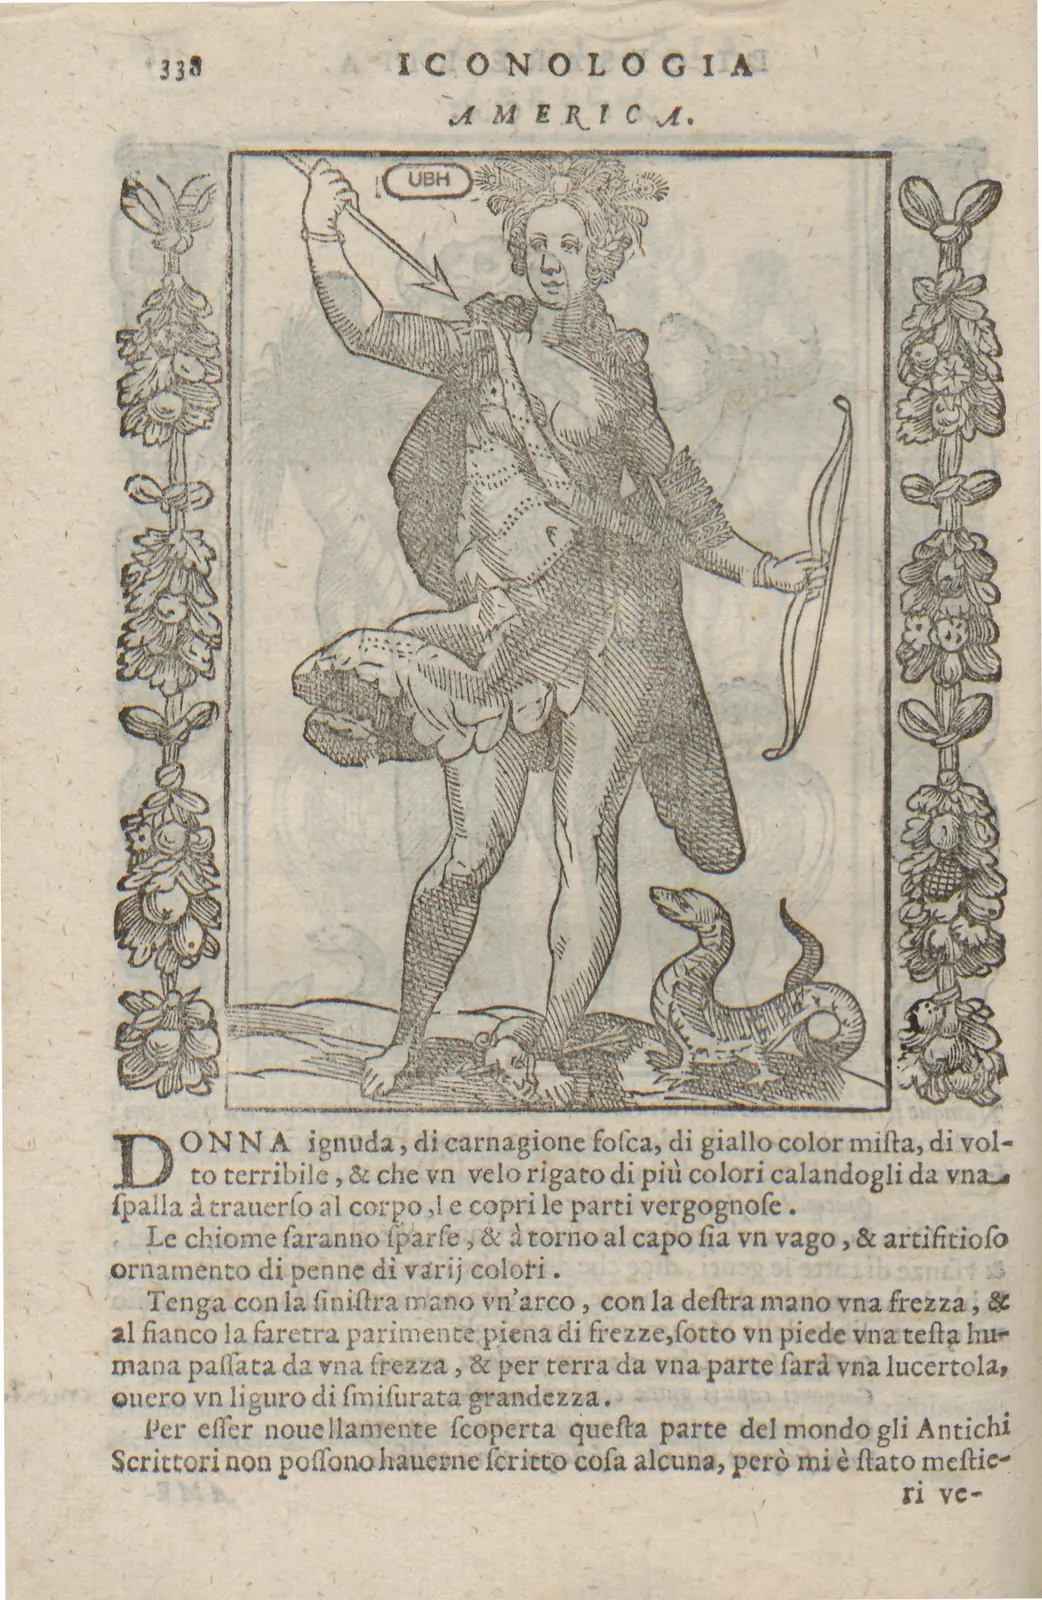 338 ICONOLOGIA
AMERICA.
UBH
DONNA ignuda, di carnagione foſca, di giallo color miſta, di vol-
to terribile, & che vn velo rigato di più colori calandogli da vna
ſpalla à trauerſo al corpo, le copri le parti vergognoſe.
Le chiome ſaranno ſparſe, & à torno al capo ſia vn vago, & artifitioſo
ornamento di penne di varij colori.
Tenga con la ſiniſtra mano vn'arco, con la deſtra mano vna frezza, &
al fianco la faretra parimente piena di frezze, ſotto vn piede vna teſta hu-
mana paſſata da vna frezza, & per terra da vna parte ſarà vna lucertola,
ouero vn liguro di ſmiſurata grandezza.
Per eſſer nouellamente ſcoperta queſta parte del mondo gli Antichi
Scrittori non poſſono hauerne ſcritto coſa alcuna, però mi è ſtato meſtie-
ri ve-